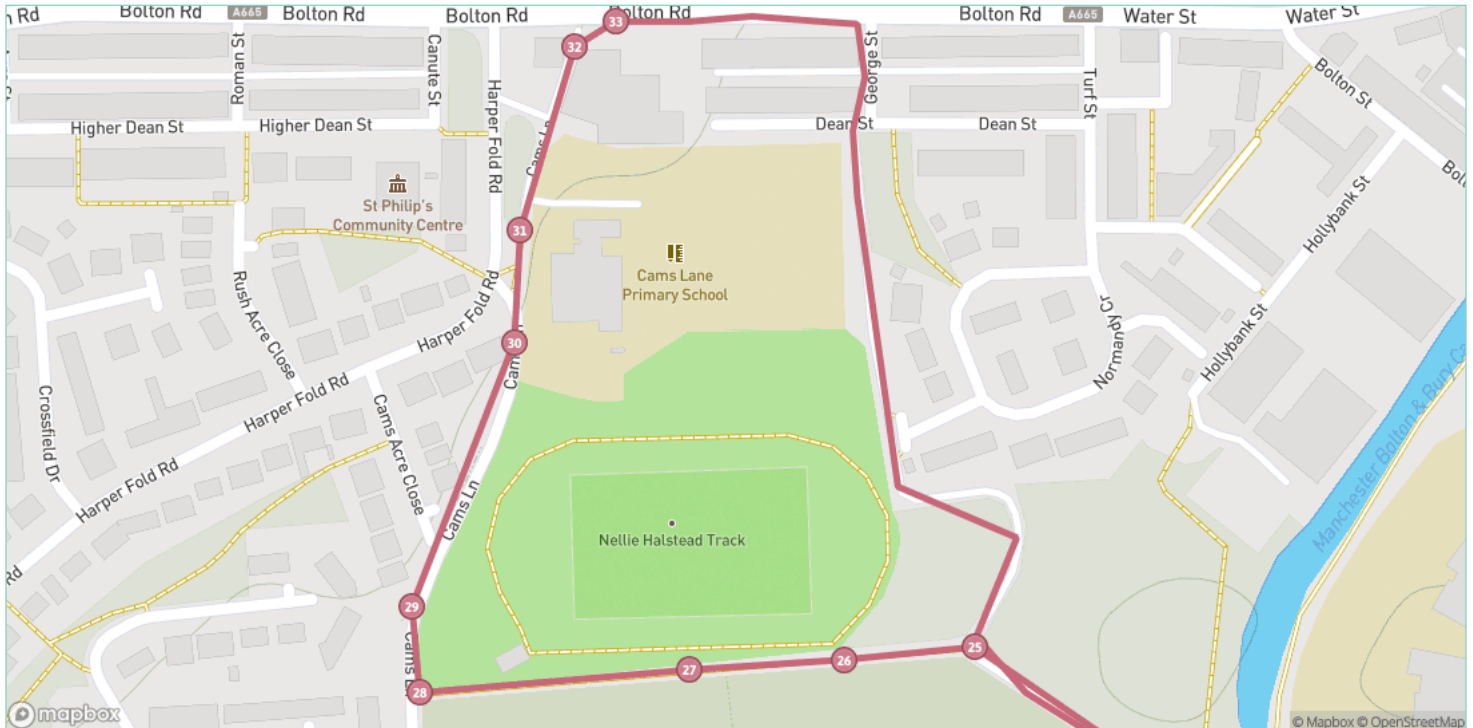 n Rd
Bolton Rd
A665
Bolton Rd
Bolton Rd
Bolton Rd
Bolton Rd
A665
Water St
Water St
33
32
Roman St
Canute St
Harper Fold Rd
George St
Turf St
Bolton St
Higher Dean St
Higher Dean St
Cams Ln
Dean St
Dean St
St Philip's
Community Centre
31
Hollybank St
Cams Lane
Primary School
Rush Acre Close
Harper Fold Rd
30
Normandy Cr
Hollybank St
Crossfield Dr
Harper Fold Rd
Cams Acre Close
Manchester Bolton & Bury Ca
Harper Fold Rd
Cams Ln
Nellie Halstead Track
Rd
29
25
26
27
28
mapbox
© Mapbox © OpenStreetMap